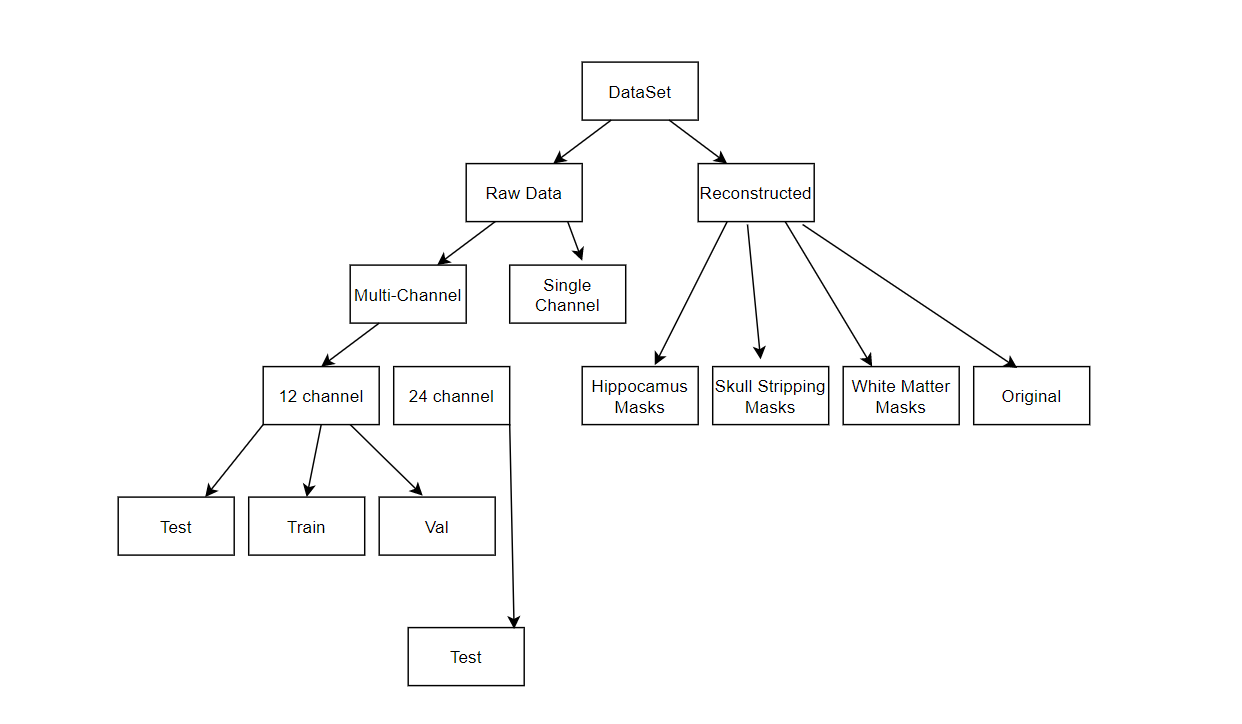 DataSet
Raw Data
Reconstructed
Multi-Channel
Single
Channel
12 channel
24 channel
Hippocamus
Masks
Skull Stripping
Masks
White Matter
Masks
Original
Test
Train
Val
Test